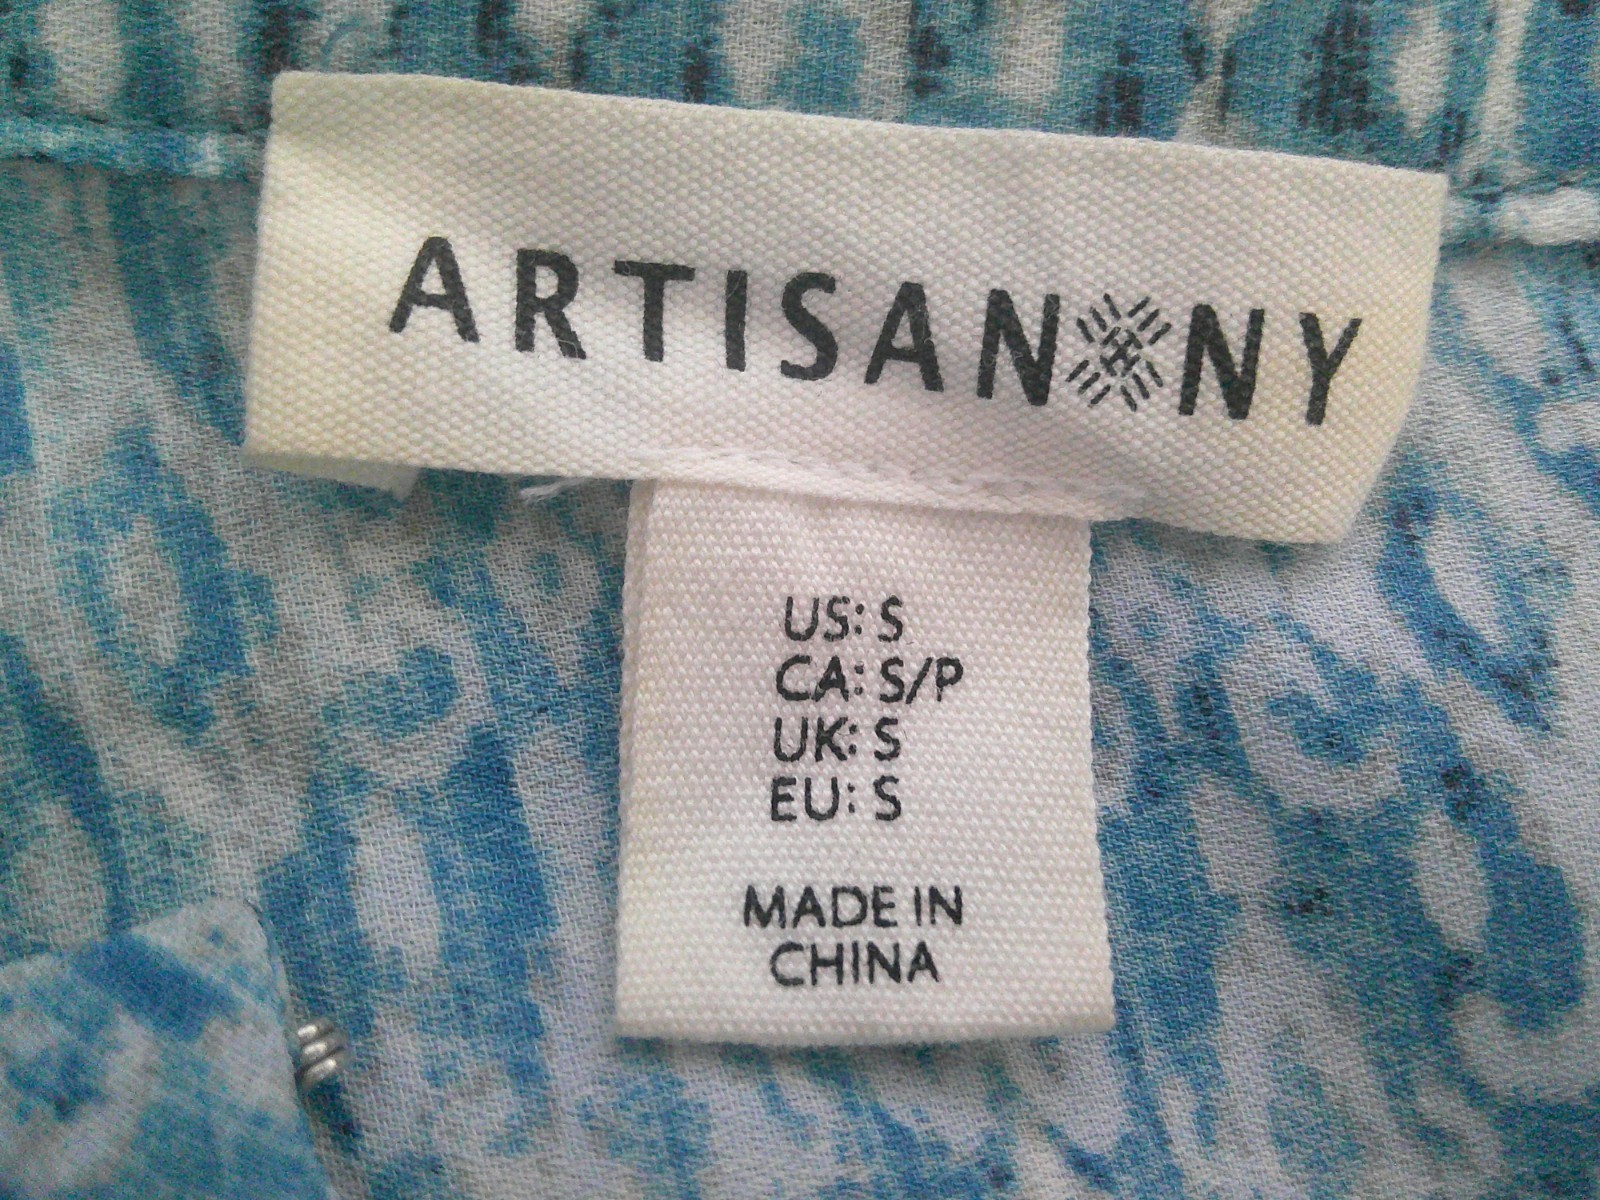 ARTISAN NY
US: S
CA: S/P
UK: S
EU: S
MADE IN
CHINA